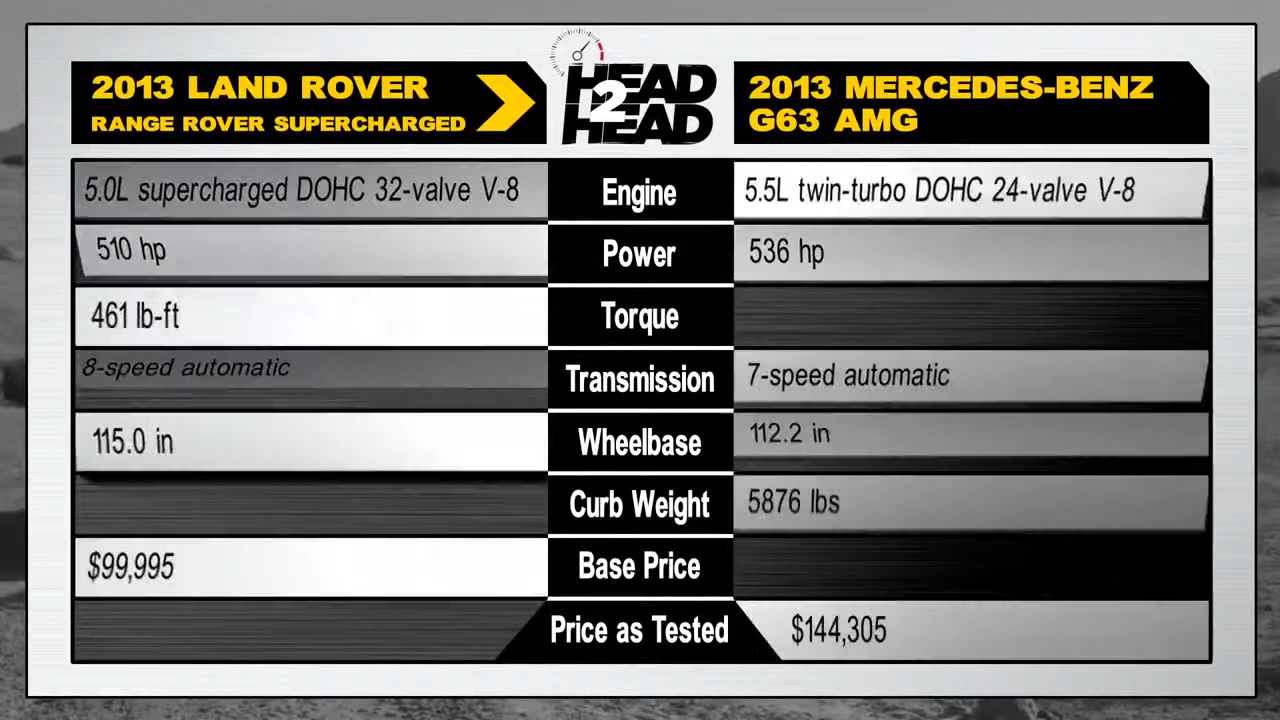 2013 LAND ROVER
RANGE ROVER SUPERCHARGED
HEAD
2
HEAD
2013 MERCEDES-BENZ
G63 AMG
5.0L supercharged DOHC 32-valve V-8
Engine
5.5L twin-turbo DOHC 24-valve V-8
510 hp
Power
536 hp
461 lb-ft
Torque
8-speed automatic
Transmission
7-speed automatic
115.0 in
Wheelbase
112.2 in
Curb Weight
5876 lbs
$99,995
Base Price
Price as Tested
$144,305